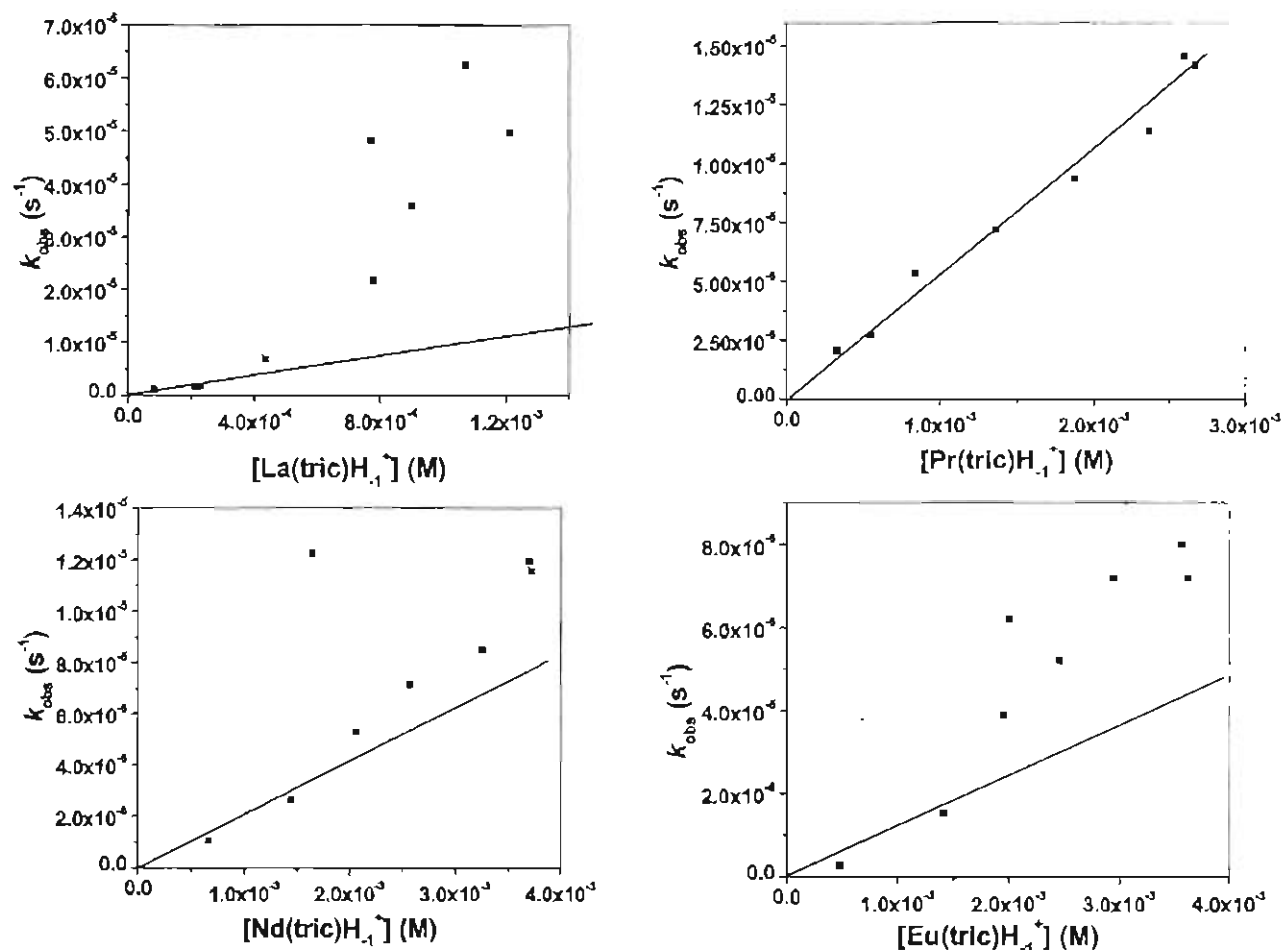 7.0x10⁻⁵
6.0x10⁻⁵
5.0x10⁻⁵
4.0x10⁻⁵
3.0x10⁻⁵
2.0x10⁻⁵
1.0x10⁻⁵
0.0
k_obs (s⁻¹)
0.0 4.0x10⁻⁴ 8.0x10⁻⁴ 1.2x10⁻³
[La(tric)H₋₁⁺] (M)
1.50x10⁻⁵
1.25x10⁻⁵
1.00x10⁻⁵
7.50x10⁻⁶
5.00x10⁻⁶
2.50x10⁻⁶
0.00
k_obs (s⁻¹)
0.0 1.0x10⁻³ 2.0x10⁻³ 3.0x10⁻³
[Pr(tric)H₋₁⁺] (M)
1.4x10⁻⁵
1.2x10⁻⁵
1.0x10⁻⁵
8.0x10⁻⁶
6.0x10⁻⁶
4.0x10⁻⁶
2.0x10⁻⁶
0.0
k_obs (s⁻¹)
0.0 1.0x10⁻³ 2.0x10⁻³ 3.0x10⁻³ 4.0x10⁻³
[Nd(tric)H₋₁⁺] (M)
8.0x10⁻⁶
6.0x10⁻⁶
4.0x10⁻⁶
0.0
k_obs (s⁻¹)
0.0 1.0x10⁻³ 2.0x10⁻³ 3.0x10⁻³ 4.0x10⁻³
[Eu(tric)H₋₁⁺] (M)